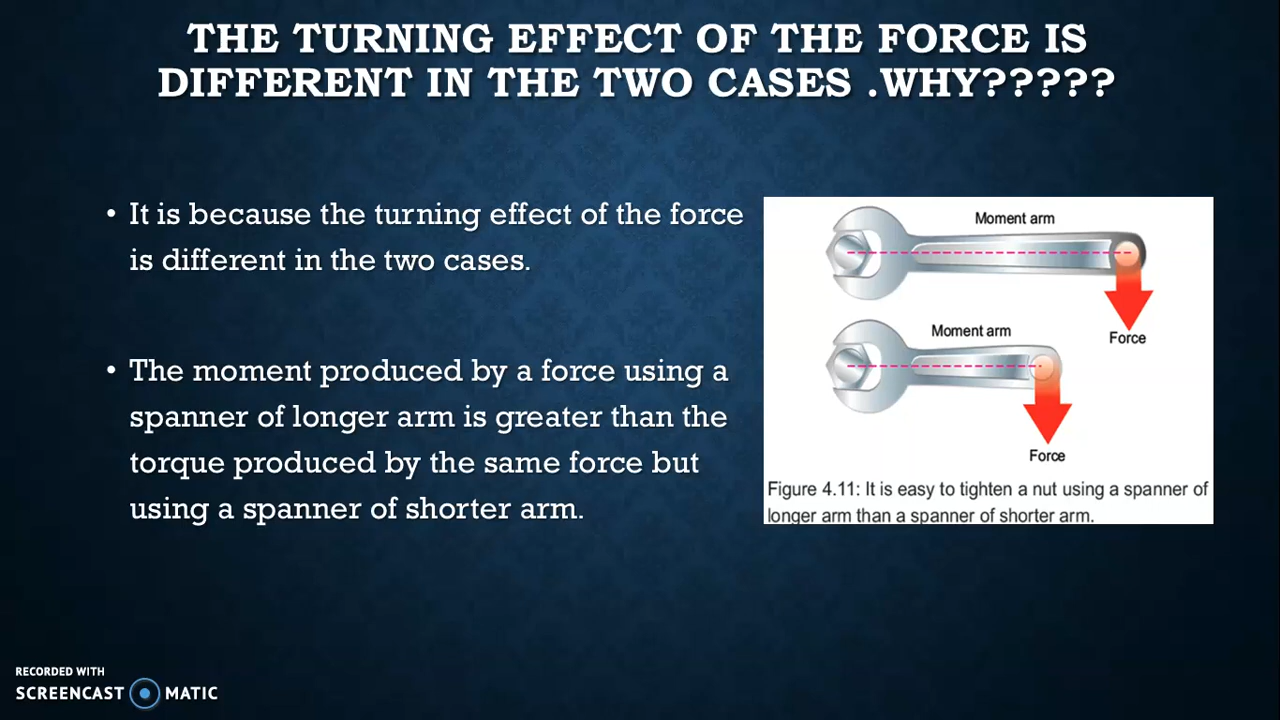 THE TURNING EFFECT OF THE FORCE IS
DIFFERENT IN THE TWO CASES .WHY?????
• It is because the turning effect of the force
is different in the two cases.
• The moment produced by a force using a
spanner of longer arm is greater than the
torque produced by the same force but
using a spanner of shorter arm.
Moment arm
Force
Moment arm
Force
Figure 4.11: It is easy to tighten a nut using a spanner of
longer arm than a spanner of shorter arm.
RECORDED WITH
SCREENCAST MATIC